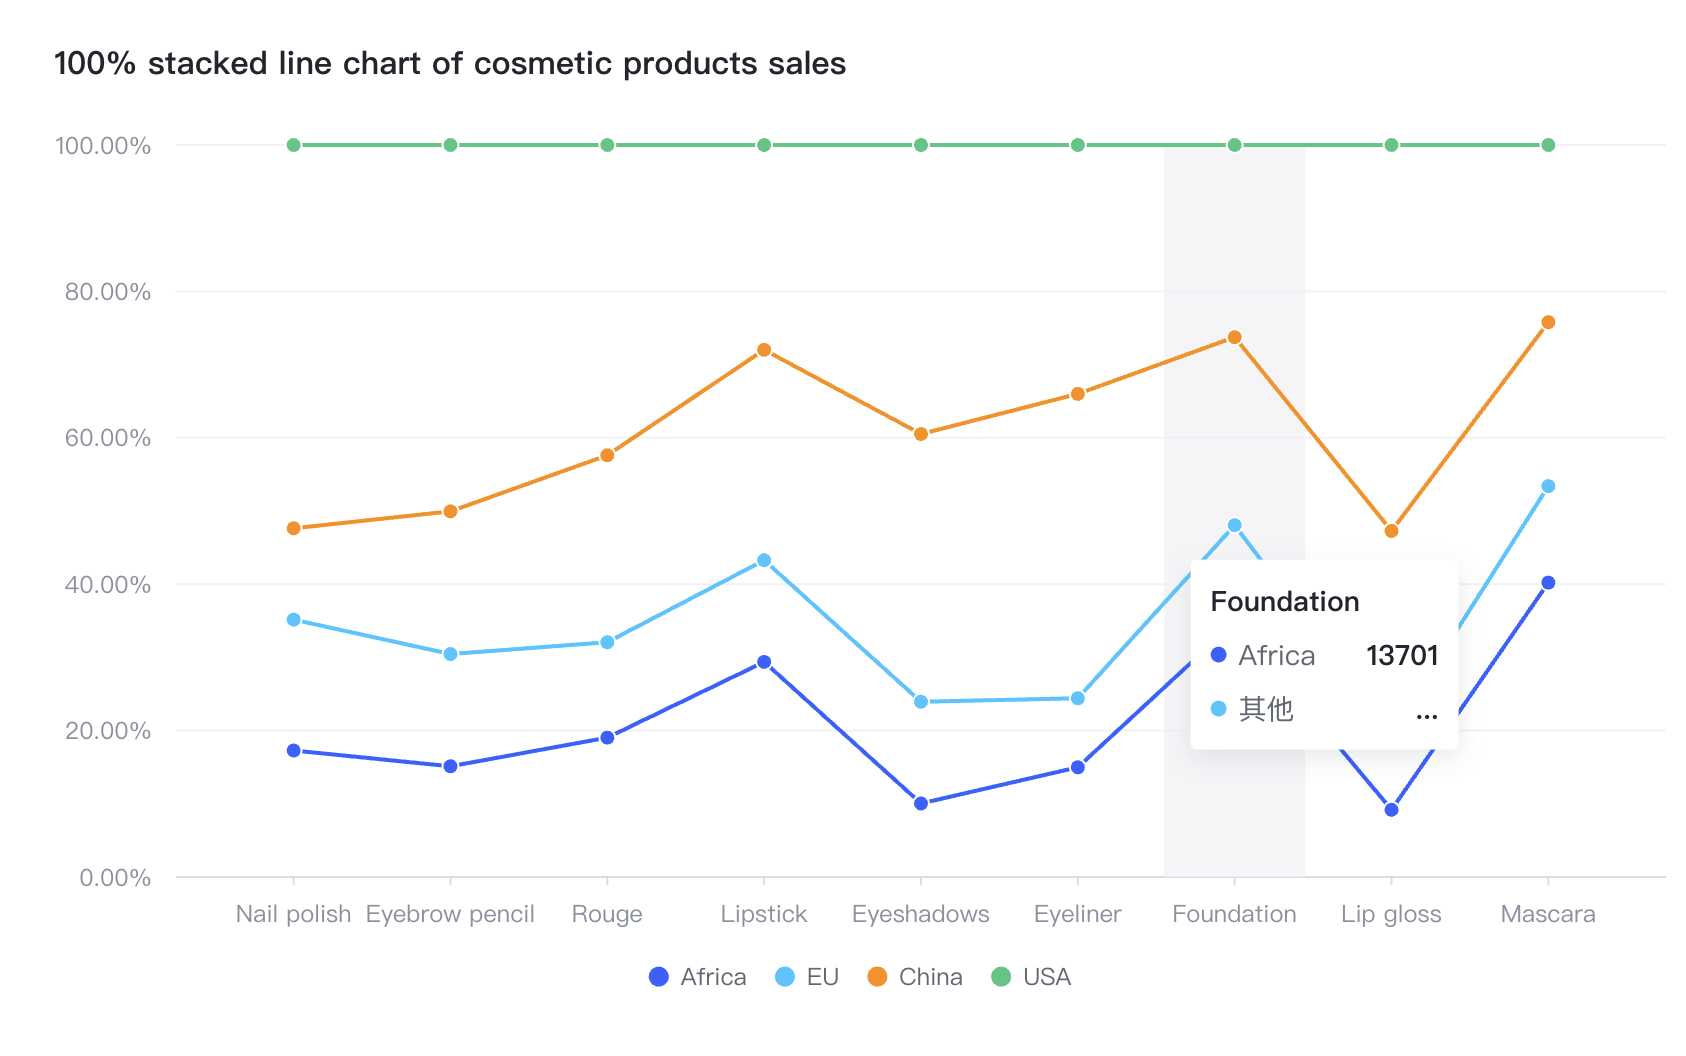 100% stacked line chart of cosmetic products sales
100.00%
80.00%
60.00%
40.00%
20.00%
0.00%
Foundation
Africa 13701
其他 ...
Nail polish Eyebrow pencil Rouge Lipstick Eyeshadows Eyeliner Foundation Lip gloss Mascara
Africa EU China USA